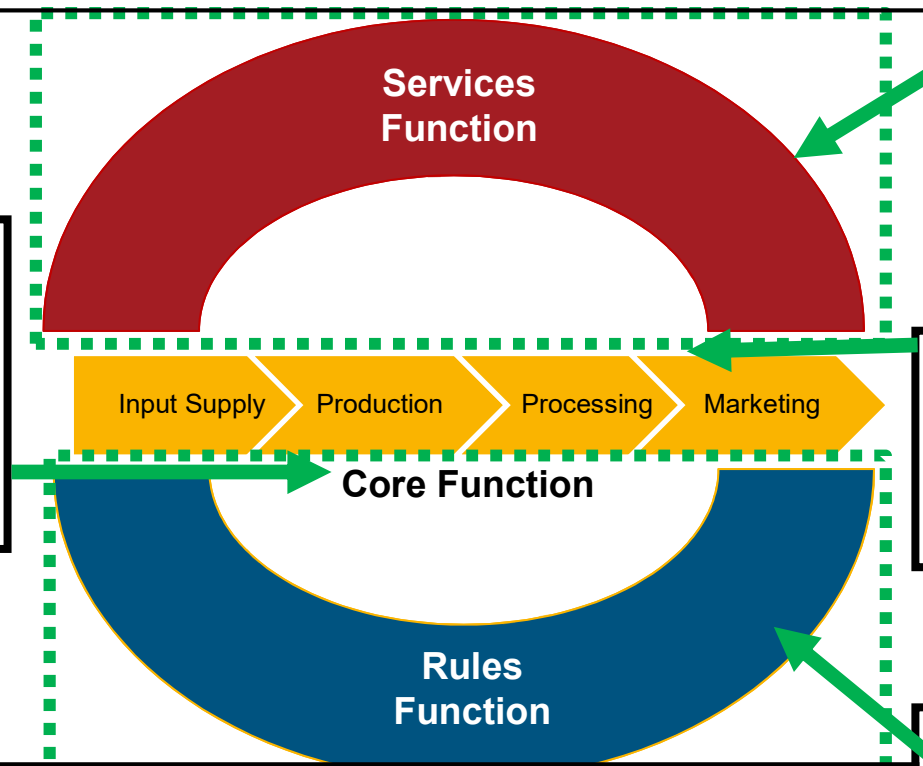 Services
Function
Input Supply Production Processing Marketing
Core Function
Rules
Function